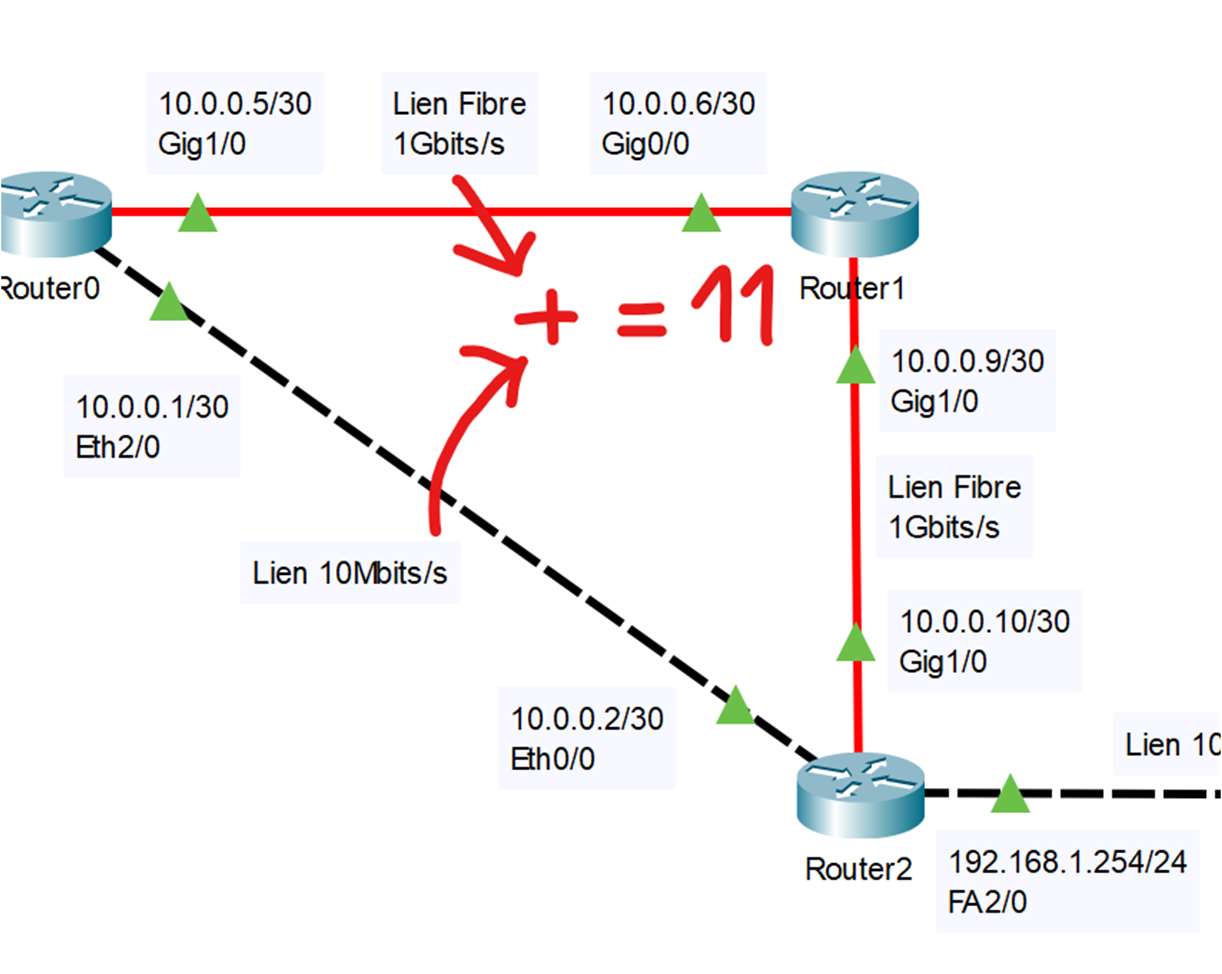 10.0.0.5/30
Gig1/0
Lien Fibre
1Gbits/s
10.0.0.6/30
Gig0/0
Router0
Router1
+ = 11
10.0.0.9/30
Gig1/0
10.0.0.1/30
Eth2/0
Lien Fibre
1Gbits/s
Lien 10Mbits/s
10.0.0.10/30
Gig1/0
10.0.0.2/30
Eth0/0
Lien 10
Router2
192.168.1.254/24
FA2/0